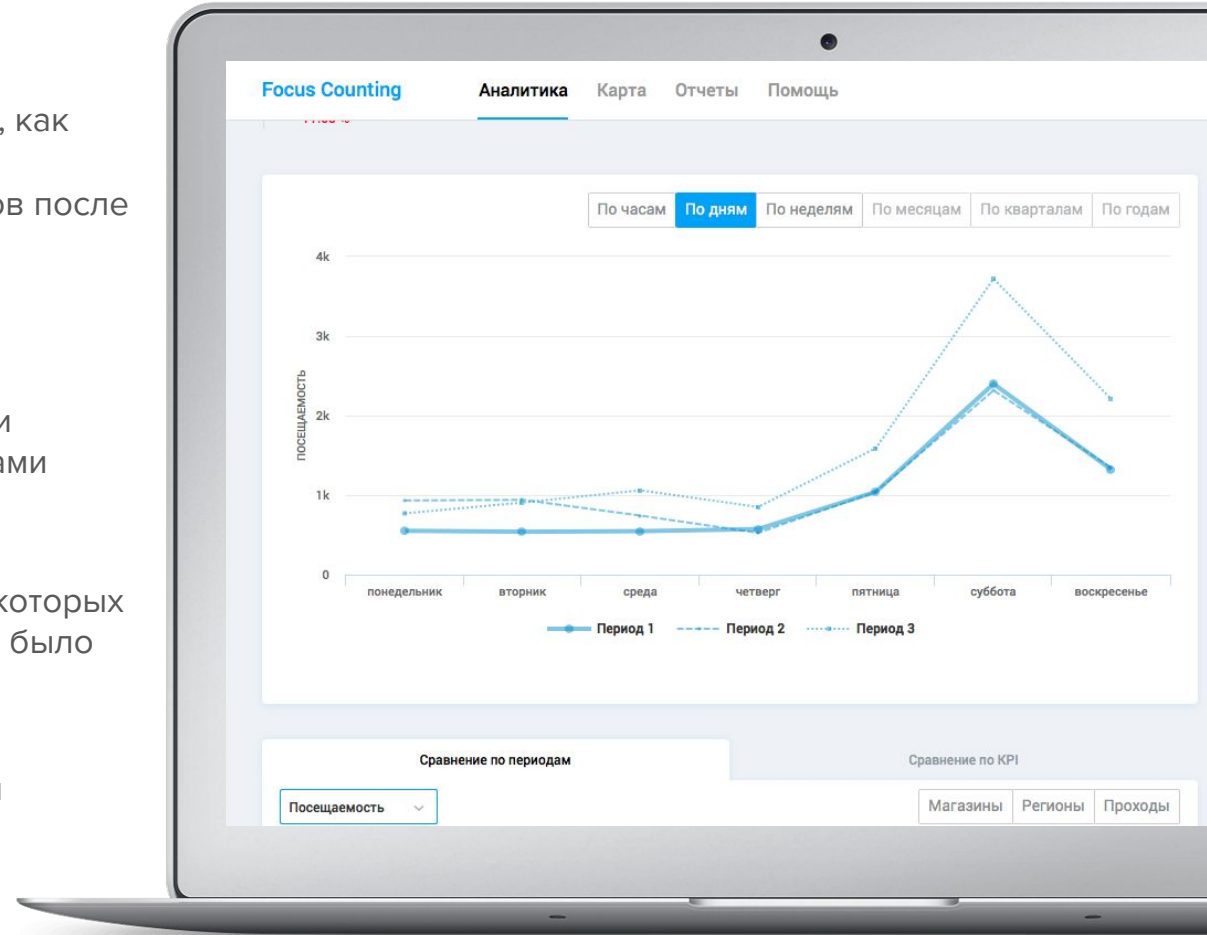 , как
ов после
и
ами
которых
было
и
Focus Counting
Аналитика Карта Отчеты Помощь
По часам По дням По неделям По месяцам По кварталам По годам
4k
3k
2k
1k
0
ПОСЕЩАЕМОСТЬ
понедельник вторник среда четверг пятница суббота воскресенье
Период 1 Период 2 Период 3
Сравнение по периодам Сравнение по KPI
Посещаемость Магазины Регионы Проходы